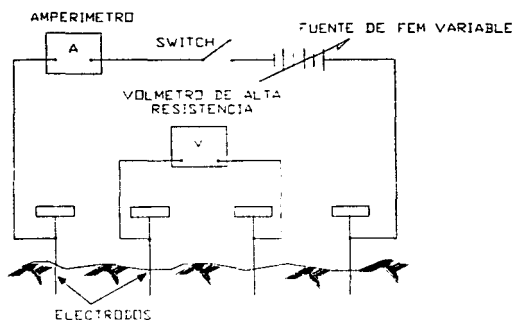 AMPERIMETRO
FUENTE DE FEM VARIABLE
SWITCH
A
VOLMETRO DE ALTA
RESISTENCIA
V
ELECTRODOS